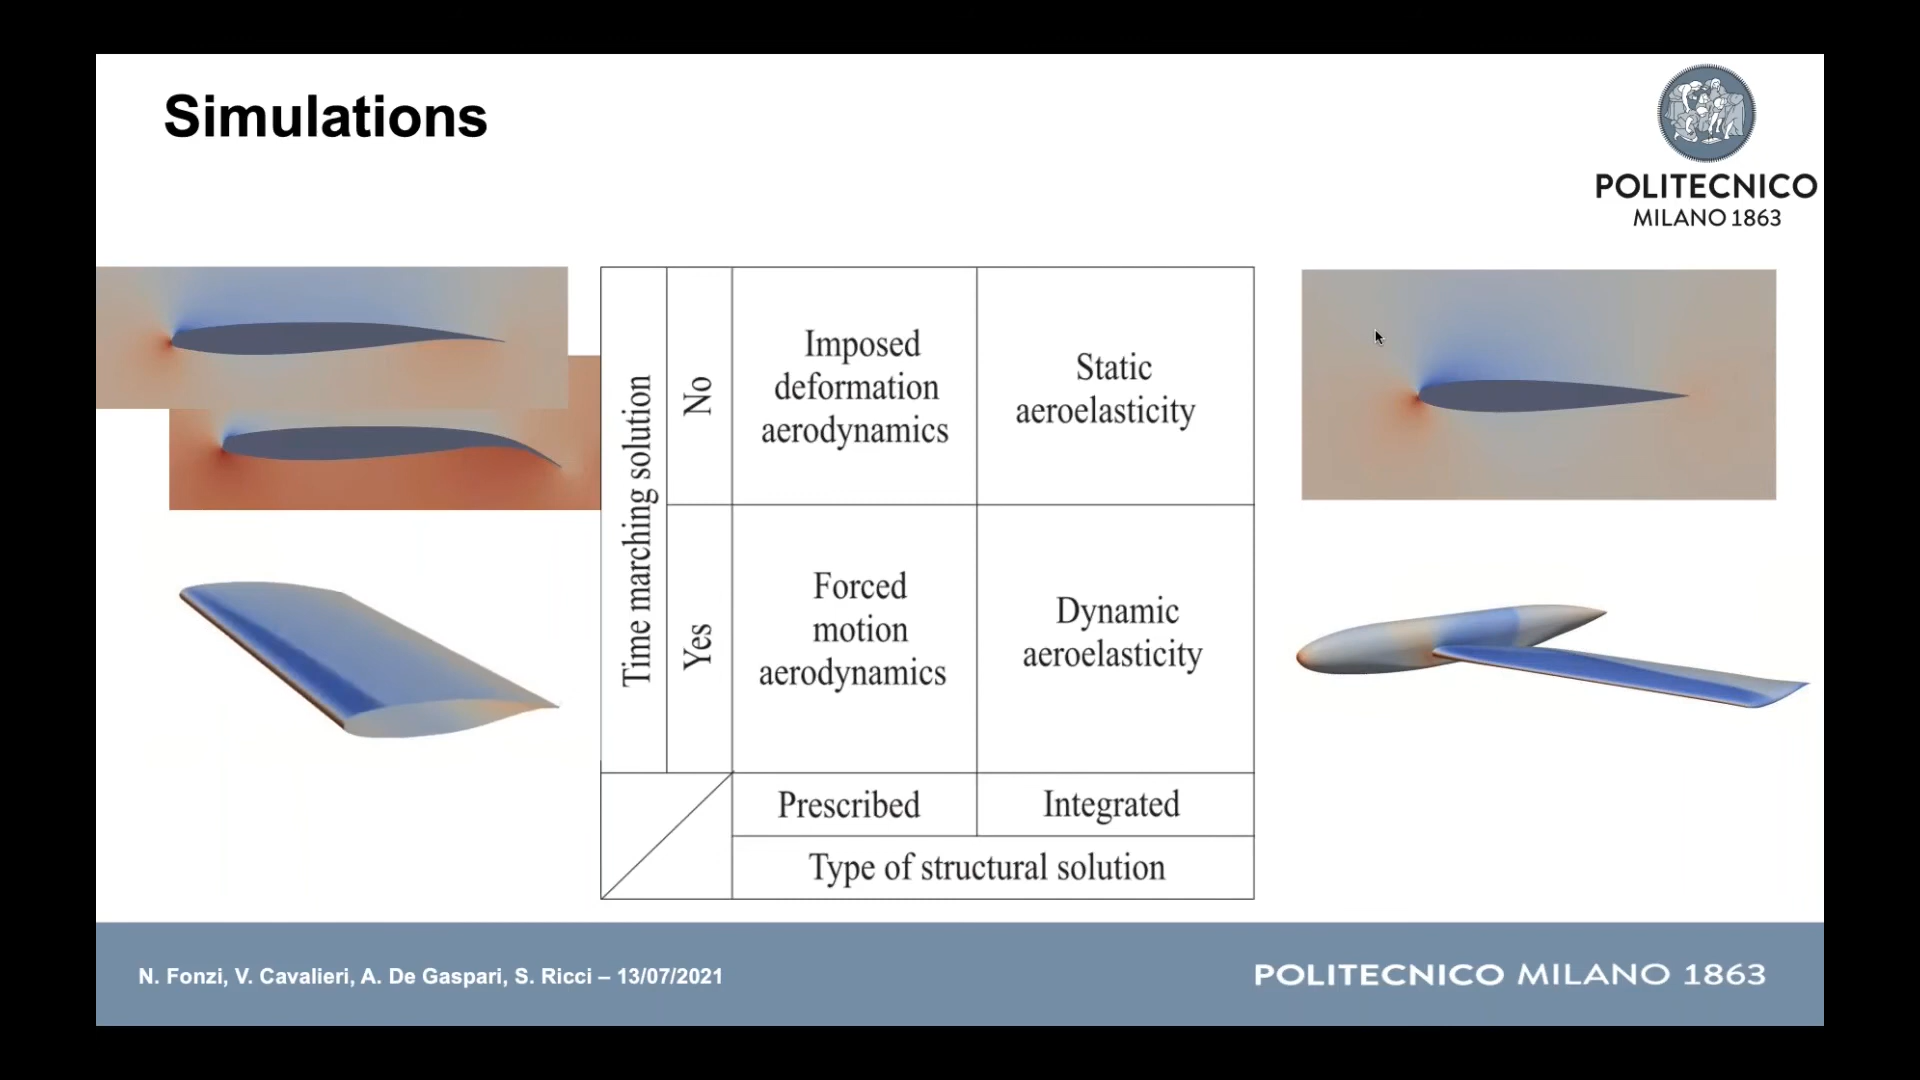 Simulations
POLITECNICO
MILANO 1863
Time marching solution
No
Imposed
deformation
aerodynamics
Static
aeroelasticity
Yes
Forced
motion
aerodynamics
Dynamic
aeroelasticity
Prescribed
Integrated
Type of structural solution
N. Fonzi, V. Cavalieri, A. De Gaspari, S. Ricci – 13/07/2021
POLITECNICO MILANO 1863